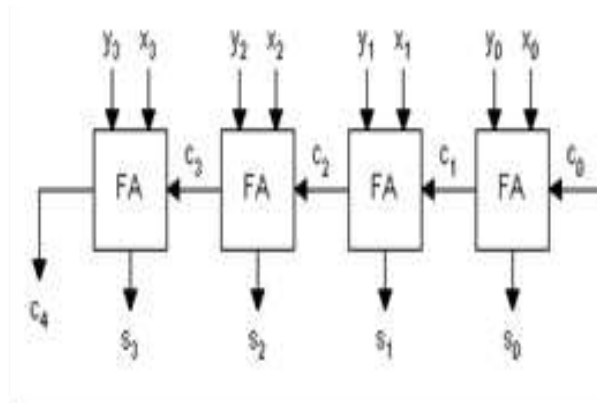 y3 x3 y2 x2 y1 x1 y0 x0
c3 c2 c1 c0
FA FA FA FA
c4
s3 s2 s1 s0